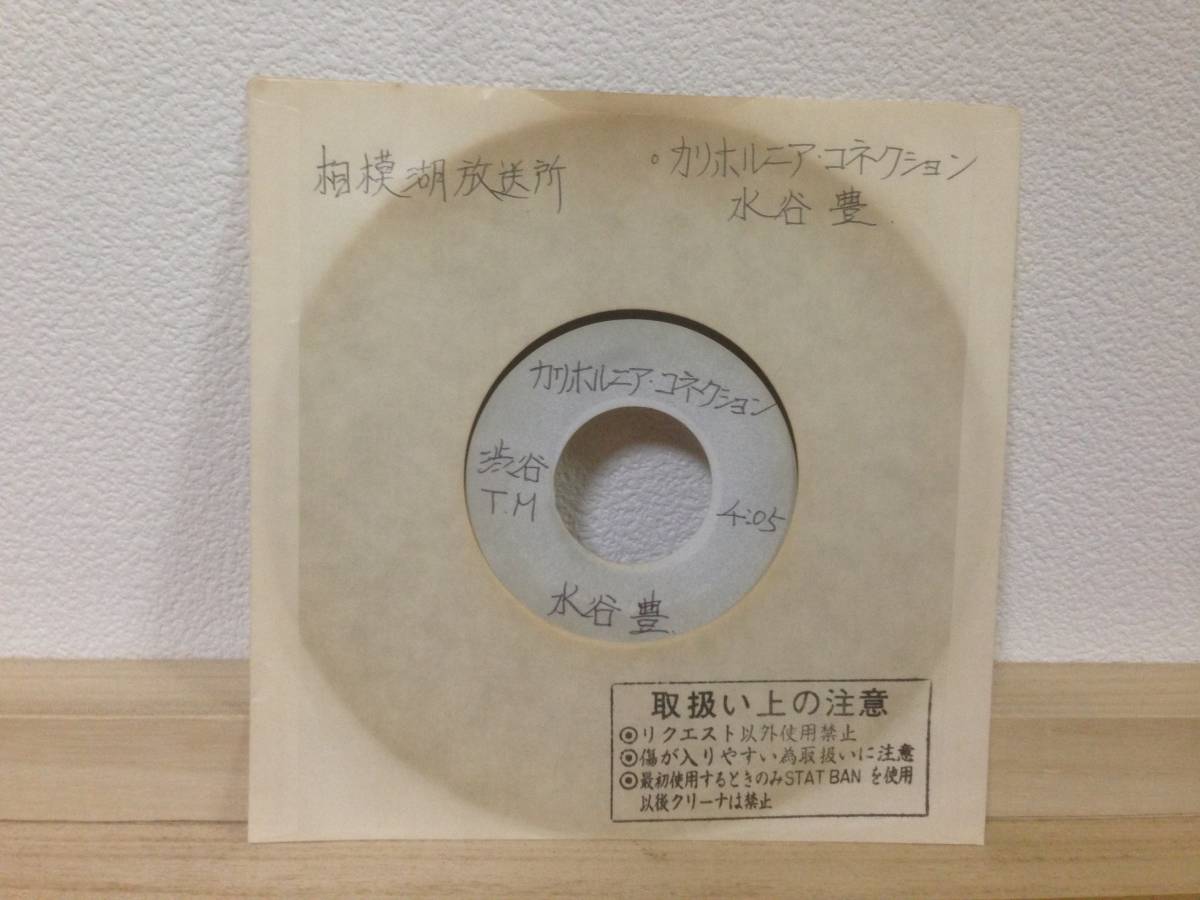 相模湖放送所
○カリホルニア・コネクション
水谷豊.
カリホルニア・コネクション
渋谷
T.M
4:05
水谷豊.
取扱い上の注意
◉リクエスト以外使用禁止
◉傷が入りやすい為取扱いに注意
◉最初使用するときのみSTAT BAN を使用
以後クリーナは禁止